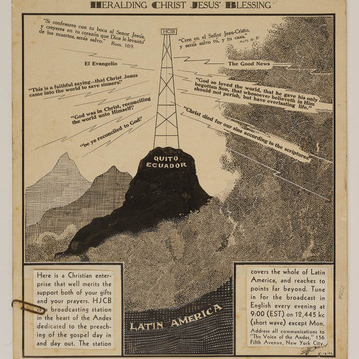 HERALDING CHRIST JESUS' BLESSING
"Si confesares con tu boca al Señor Jesús,
y creyeres en tu corazón que Dios le levantó
de los muertos, serás salvo."
Rom. 10:9.
HCJB
"Cree en el Señor Jesu-Cristo,
y serás salvo tú, y tu casa."
El Evangelio
The Good News
"This is a faithful saying—that Christ Jesus
came into the world to save sinners."
"God so loved the world, that he gave his only
begotten Son, that whosoever believeth in Him
should not perish, but have everlasting life."
"God was in Christ, reconciling
the world unto Himself."
"Christ died for our sins according to the scriptures"
"be ye reconciled to God."
QUITO
ECUADOR
Here is a Christian enter-
prise that well merits the
support both of your gifts
and your prayers. HJCB
broadcasting station
in the heart of the Andes
dedicated to the preach-
ing of the gospel day in
and day out. The station
covers the whole of Latin
America, and reaches to
points far beyond. Tune
in for the broadcast in
English every evening at
9:00 (EST) on 12,445 kc
(short wave) except Mon.
Address all communications to
"The Voice of the Andes," 156
Fifth Avenue, New York City.
LATIN AMERICA